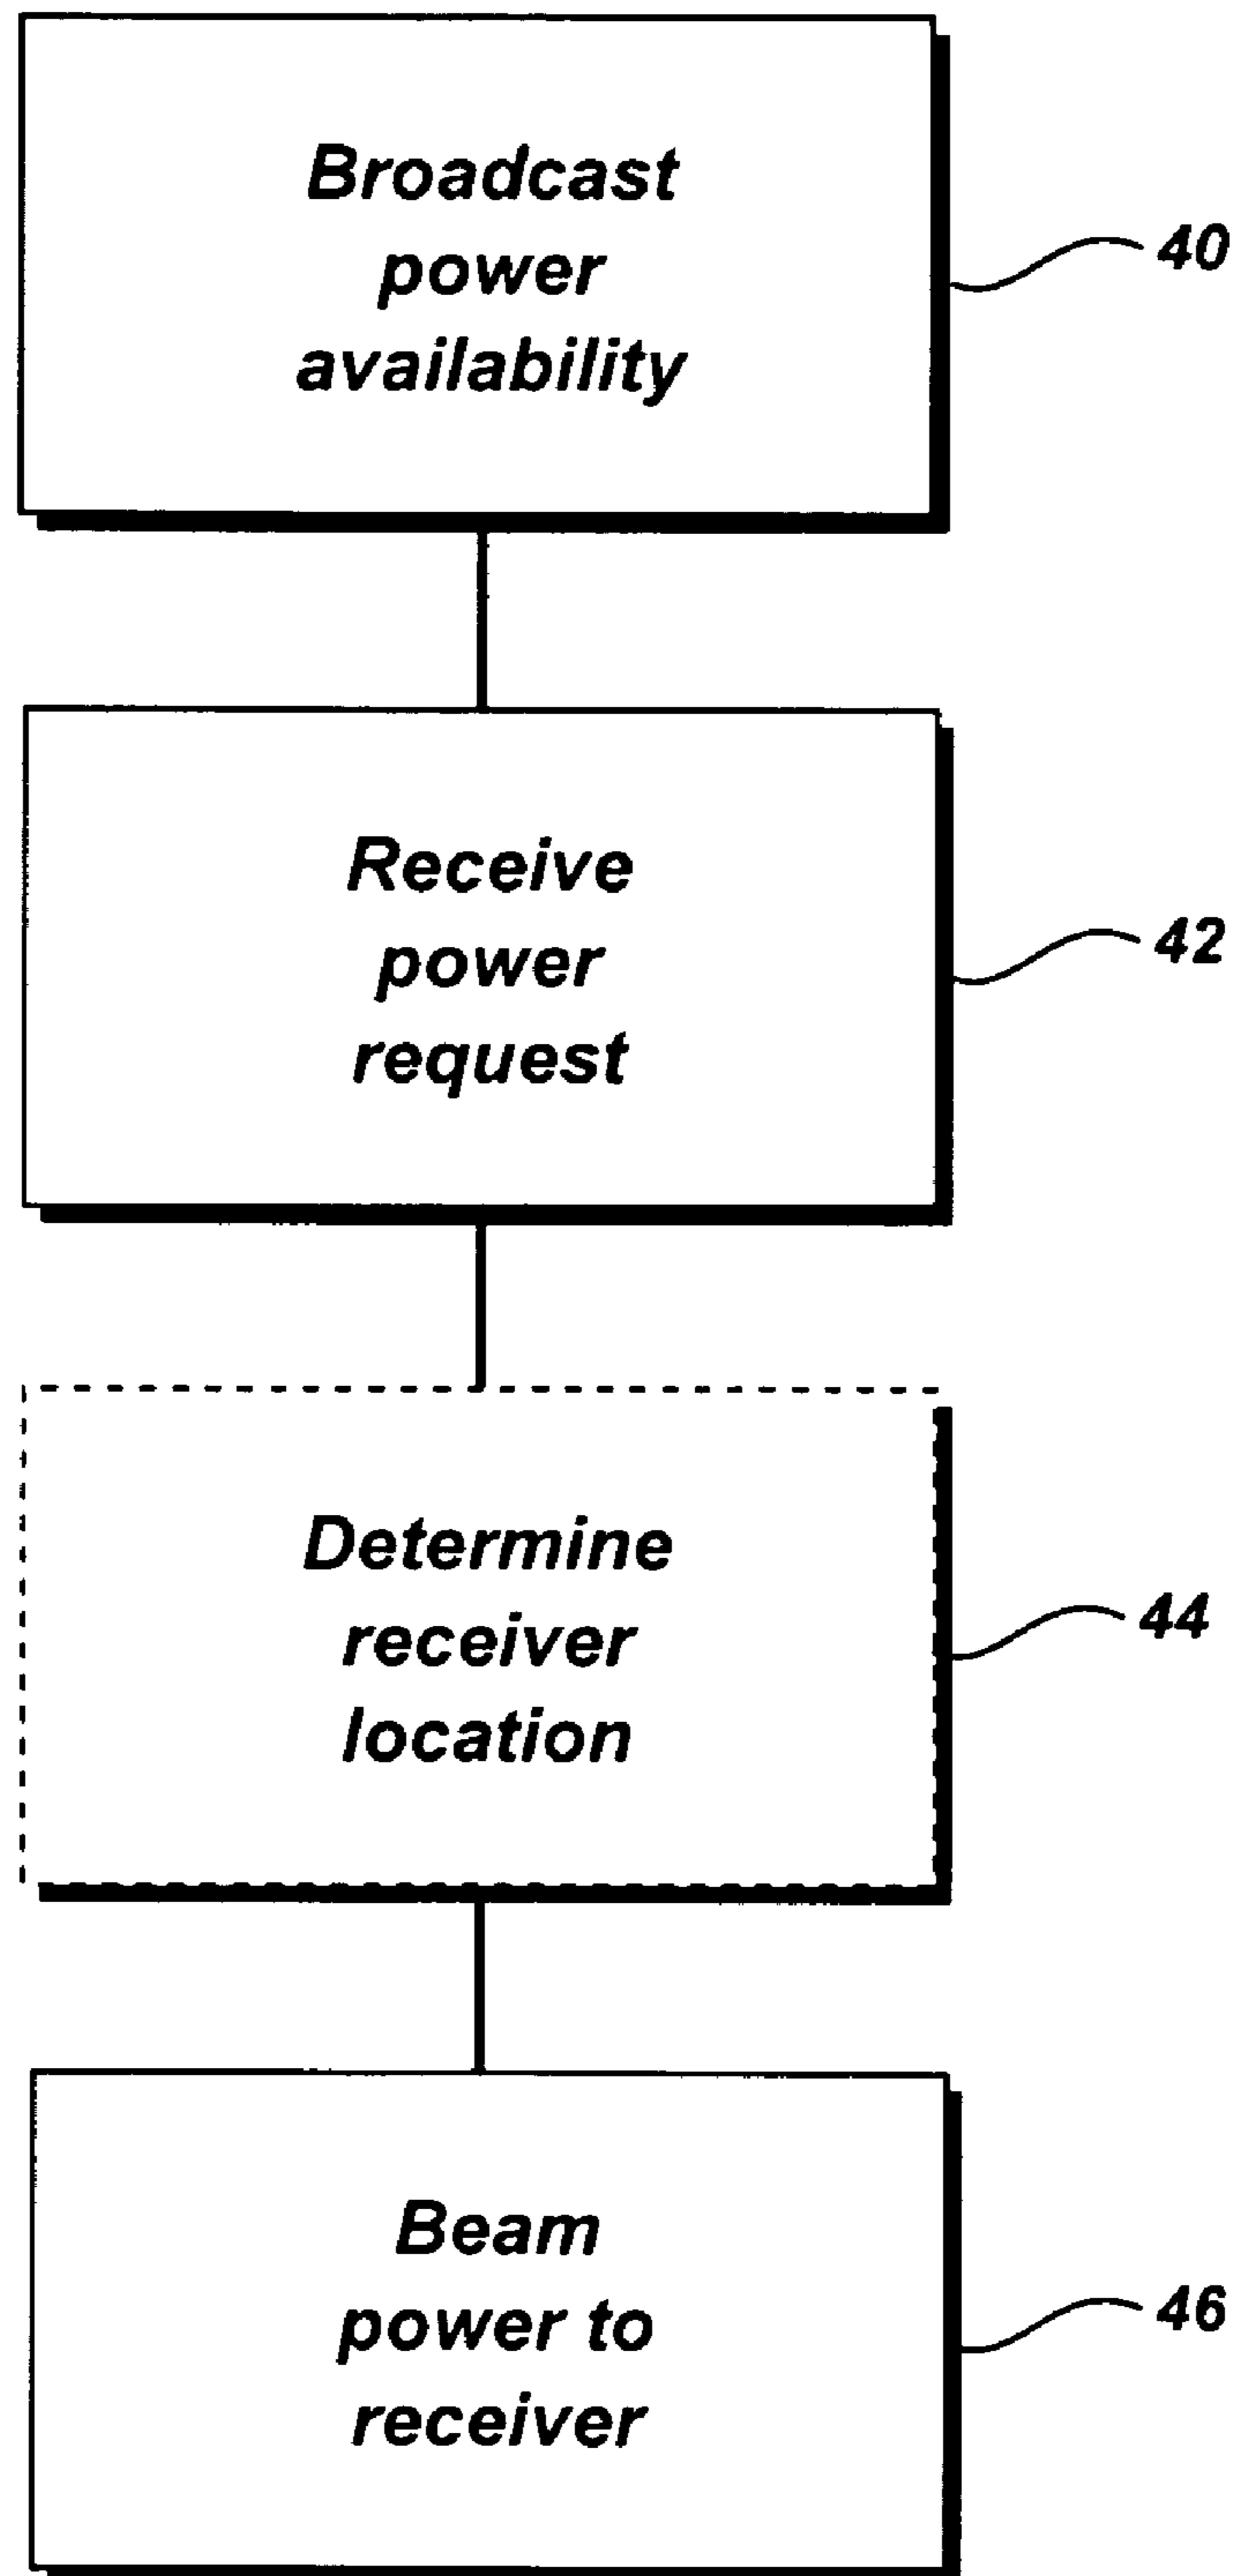 Broadcast
power
availability
40
Receive
power
request
42
Determine
receiver
location
44
Beam
power to
receiver
46